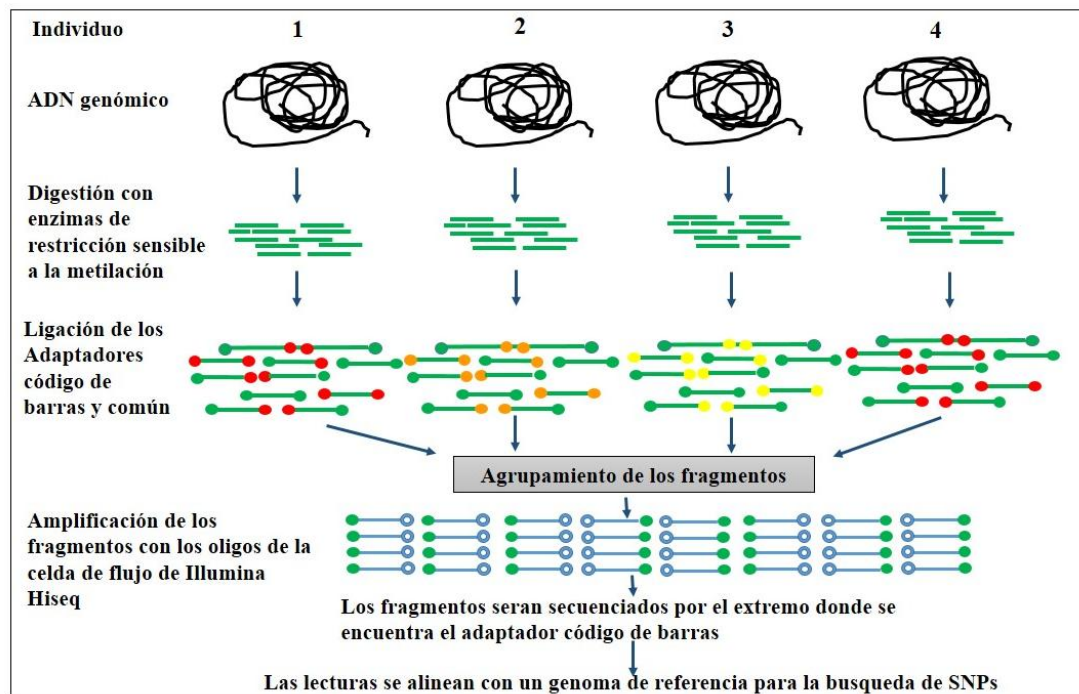 Individuo 1 2 3 4
ADN genómico
Digestión con
enzimas de
restricción sensible
a la metilación
Ligación de los
Adaptadores
código de
barras y común
Agrupamiento de los fragmentos
Amplificación de los
fragmentos con los oligos de la
celda de flujo de Illumina
Hiseq
Los fragmentos seran secuenciados por el extremo donde se
encuentra el adaptador código de barras
Las lecturas se alinean con un genoma de referencia para la busqueda de SNPs